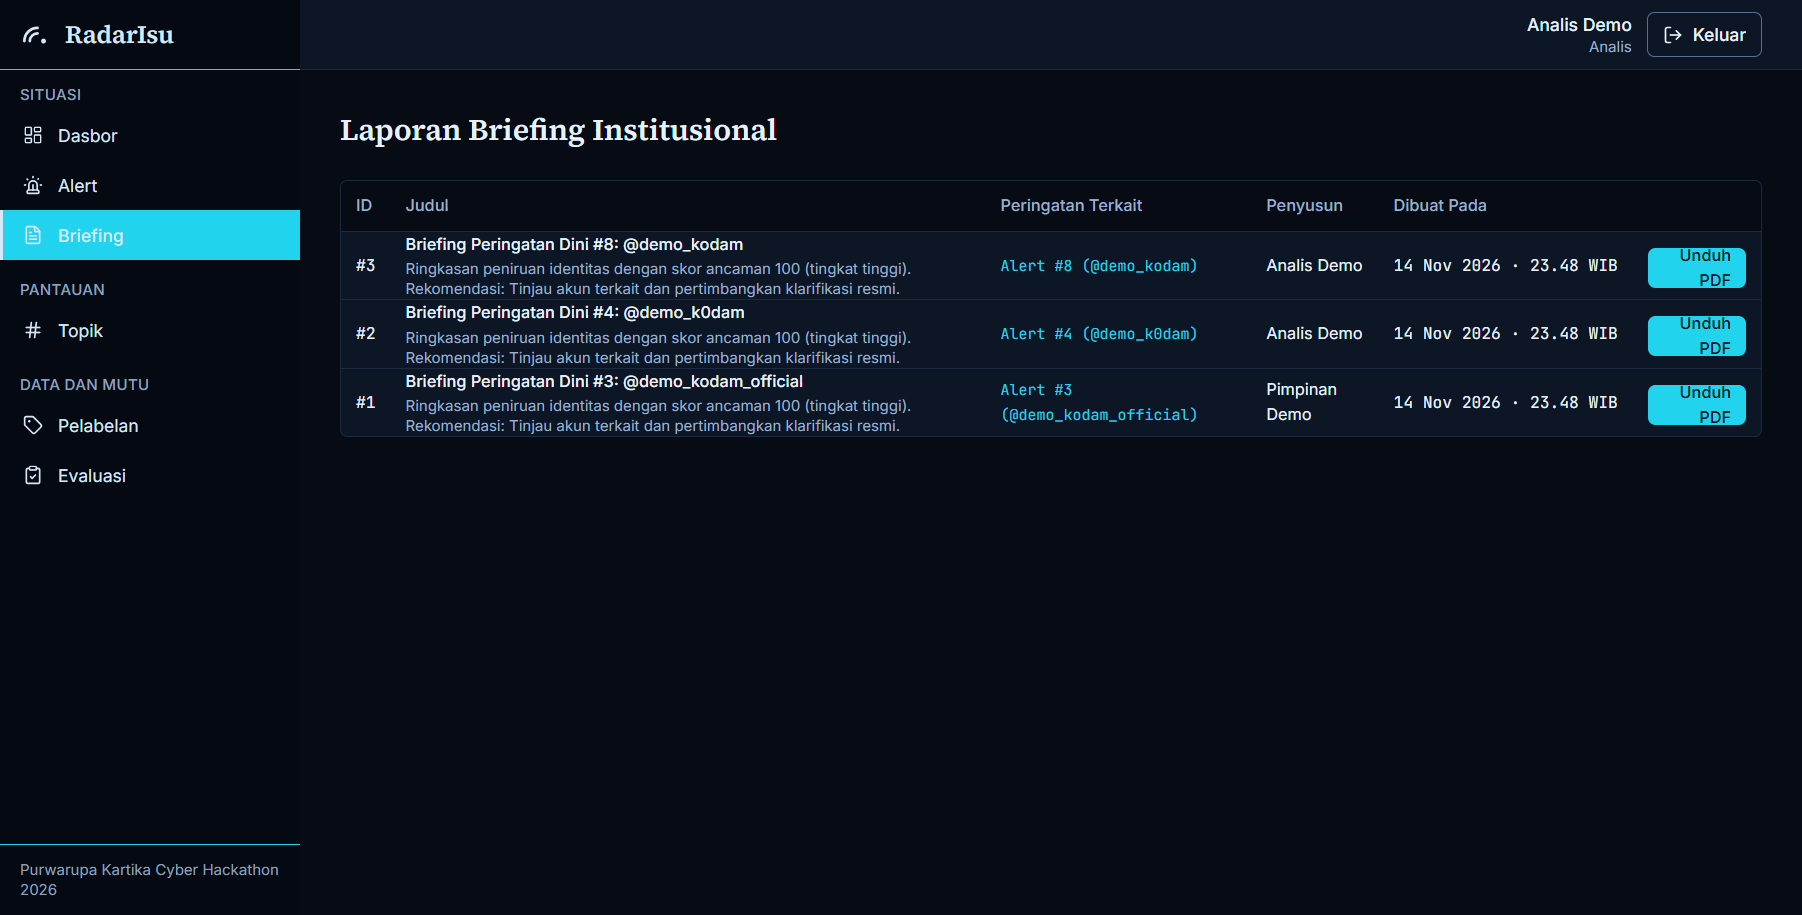 RadarIsu
Analis Demo
Analis
Keluar
SITUASI
Dasbor
Alert
Briefing
PANTAUAN
Topik
DATA DAN MUTU
Pelabelan
Evaluasi
Purwarupa Kartika Cyber Hackathon
2026
Laporan Briefing Institusional
ID Judul Peringatan Terkait Penyusun Dibuat Pada
#3
Briefing Peringatan Dini #8: @demo_kodam
Ringkasan peniruan identitas dengan skor ancaman 100 (tingkat tinggi).
Rekomendasi: Tinjau akun terkait dan pertimbangkan klarifikasi resmi.
Alert #8 (@demo_kodam)
Analis Demo
14 Nov 2026 · 23.48 WIB
Unduh
PDF
#2
Briefing Peringatan Dini #4: @demo_k0dam
Ringkasan peniruan identitas dengan skor ancaman 100 (tingkat tinggi).
Rekomendasi: Tinjau akun terkait dan pertimbangkan klarifikasi resmi.
Alert #4 (@demo_k0dam)
Analis Demo
14 Nov 2026 · 23.48 WIB
Unduh
PDF
#1
Briefing Peringatan Dini #3: @demo_kodam_official
Ringkasan peniruan identitas dengan skor ancaman 100 (tingkat tinggi).
Rekomendasi: Tinjau akun terkait dan pertimbangkan klarifikasi resmi.
Alert #3
(@demo_kodam_official)
Pimpinan
Demo
14 Nov 2026 · 23.48 WIB
Unduh
PDF